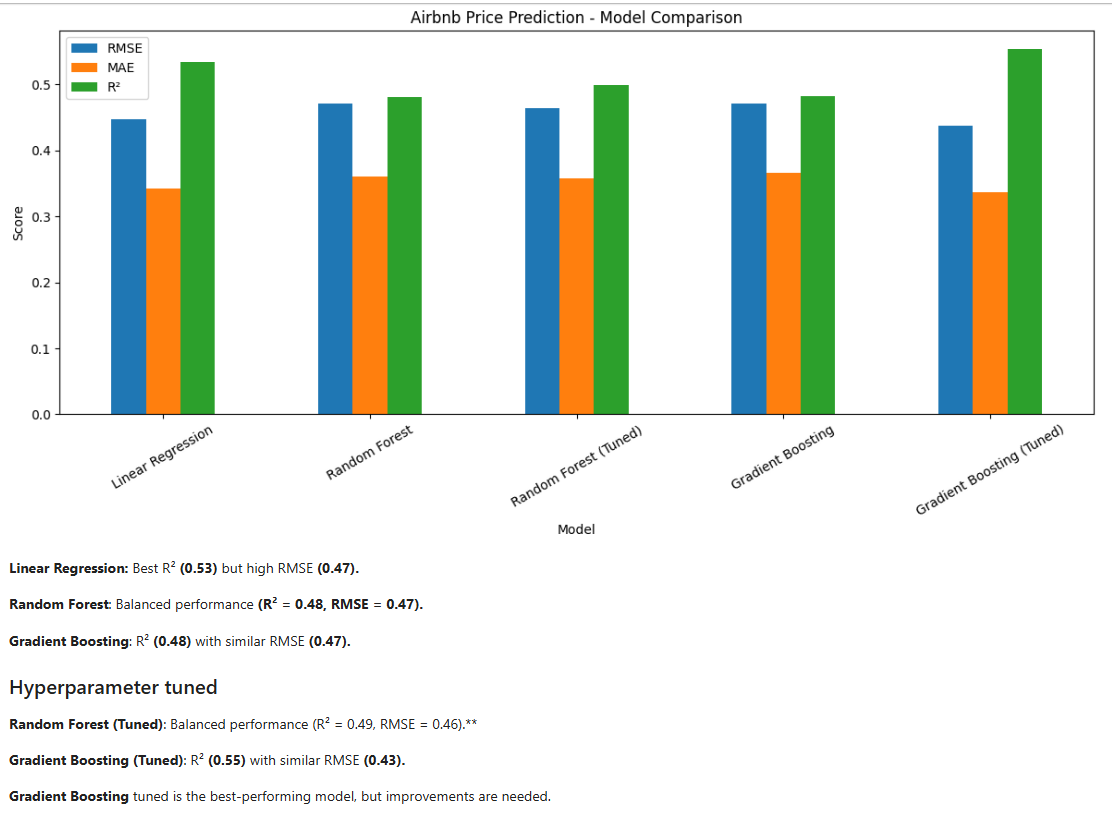 Airbnb Price Prediction - Model Comparison
RMSE
MAE
R²
0.5
0.4
0.3
0.2
0.1
0.0
Score
Linear Regression
Random Forest
Random Forest (Tuned)
Gradient Boosting
Gradient Boosting (Tuned)
Model
Linear Regression: Best R² (0.53) but high RMSE (0.47).
Random Forest: Balanced performance (R² = 0.48, RMSE = 0.47).
Gradient Boosting: R² (0.48) with similar RMSE (0.47).
Hyperparameter tuned
Random Forest (Tuned): Balanced performance (R² = 0.49, RMSE = 0.46).**
Gradient Boosting (Tuned): R² (0.55) with similar RMSE (0.43).
Gradient Boosting tuned is the best-performing model, but improvements are needed.